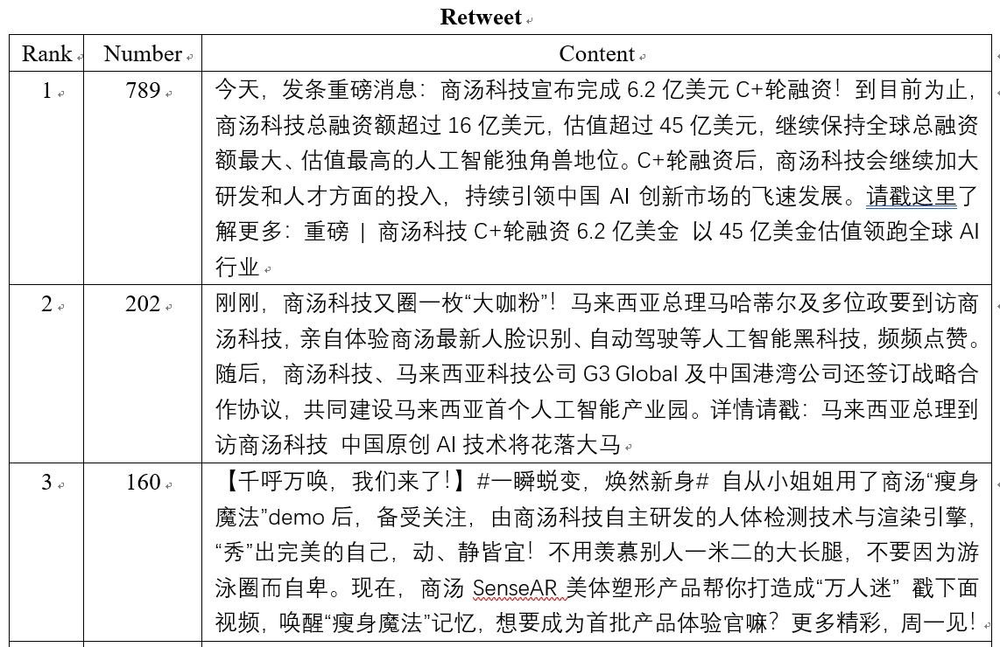 Retweet
Rank Number Content
1 789 今天，发条重磅消息：商汤科技宣布完成 6.2 亿美元 C+轮融资！到目前为止，
商汤科技总融资额超过 16 亿美元，估值超过 45 亿美元，继续保持全球总融资
额最大、估值最高的人工智能独角兽地位。C+轮融资后，商汤科技会继续加大
研发和人才方面的投入，持续引领中国 AI 创新市场的飞速发展。请戳这里了
解更多：重磅 | 商汤科技 C+轮融资 6.2 亿美金 以 45 亿美金估值领跑全球 AI
行业
2 202 刚刚，商汤科技又圈一枚“大咖粉”！马来西亚总理马哈蒂尔及多位政要到访商
汤科技，亲自体验商汤最新人脸识别、自动驾驶等人工智能黑科技，频频点赞。
随后，商汤科技、马来西亚科技公司 G3 Global 及中国港湾公司还签订战略合
作协议，共同建设马来西亚首个人工智能产业园。详情请戳：马来西亚总理到
访商汤科技 中国原创 AI 技术将花落大马
3 160 【千呼万唤，我们来了!】#一瞬蜕变，焕然新身# 自从小姐姐用了商汤“瘦身
魔法”demo 后，备受关注，由商汤科技自主研发的人体检测技术与渲染引擎，
“秀”出完美的自己，动、静皆宜！不用羡慕别人一米二的大长腿，不要因为游
泳圈而自卑。现在，商汤 SenseAR 美体塑形产品帮你打造成“万人迷” 戳下面
视频，唤醒“瘦身魔法”记忆，想要成为首批产品体验官嘛？更多精彩，周一见！